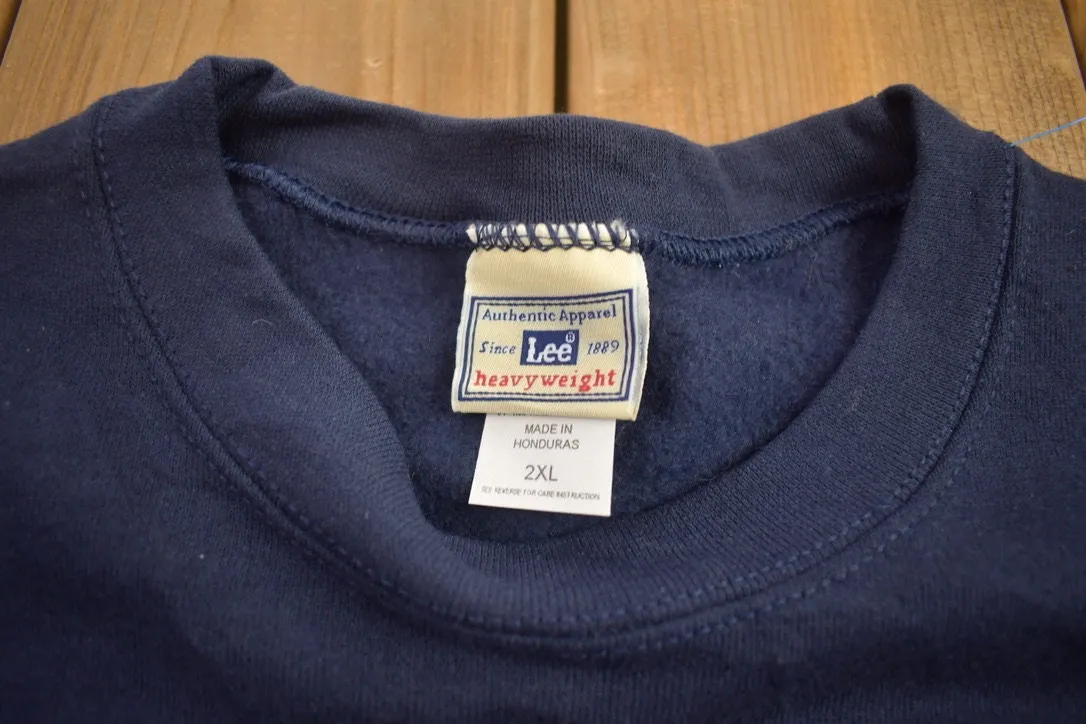 Authentic Apparel
Since Lee® 1889
heavyweight
MADE IN
HONDURAS
2XL
SEE REVERSE FOR CARE INSTRUCTION